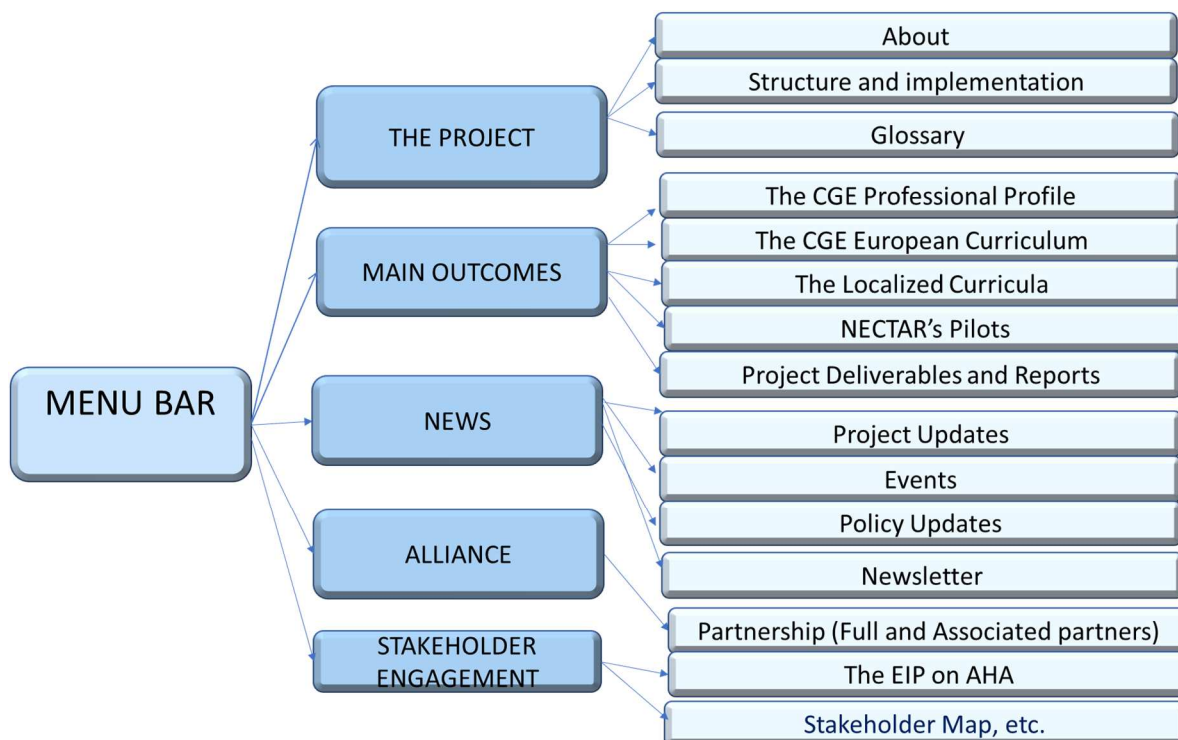 MENU BAR
THE PROJECT
About
Structure and implementation
Glossary
MAIN OUTCOMES
The CGE Professional Profile
The CGE European Curriculum
The Localized Curricula
NECTAR’s Pilots
Project Deliverables and Reports
NEWS
Project Updates
Events
Policy Updates
Newsletter
ALLIANCE
Partnership (Full and Associated partners)
STAKEHOLDER
ENGAGEMENT
The EIP on AHA
Stakeholder Map, etc.